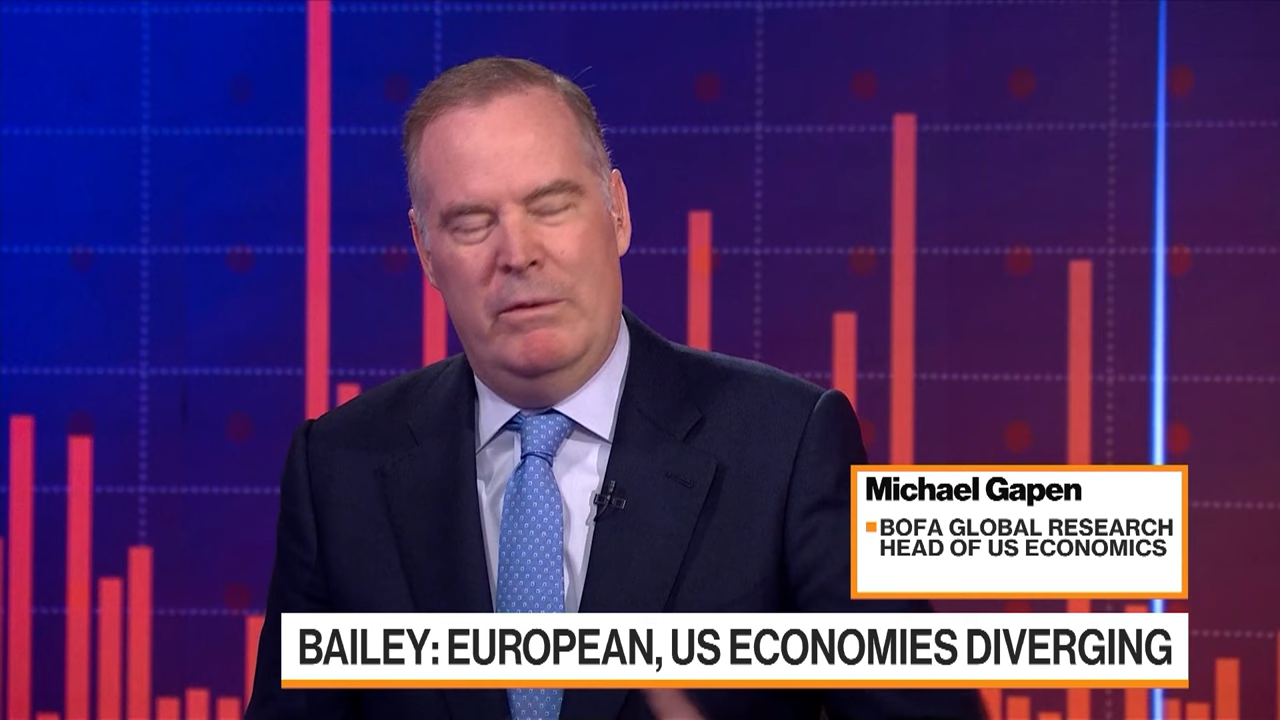 Michael Gapen
BOFA GLOBAL RESEARCH
HEAD OF US ECONOMICS
BAILEY: EUROPEAN, US ECONOMIES DIVERGING